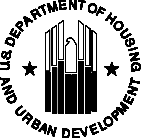 U.S. DEPARTMENT OF HOUSING
AND URBAN DEVELOPMENT